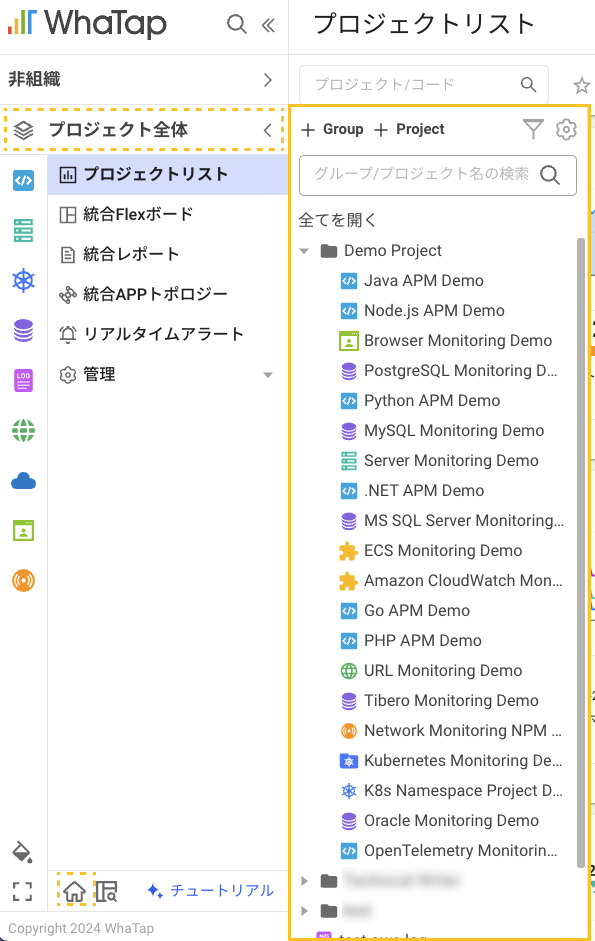 WhaTap
プロジェクトリスト
非組織
プロジェクト/コード
プロジェクト全体
+ Group + Project
プロジェクトリスト
グループ/プロジェクト名の検索
統合Flexボード
全てを開く
統合レポート
Demo Project
Java APM Demo
統合APPトポロジー
Node.js APM Demo
リアルタイムアラート
Browser Monitoring Demo
管理
PostgreSQL Monitoring D...
LOG
Python APM Demo
MySQL Monitoring Demo
Server Monitoring Demo
.NET APM Demo
MS SQL Server Monitoring...
ECS Monitoring Demo
Amazon CloudWatch Mon...
Go APM Demo
PHP APM Demo
URL Monitoring Demo
Tibero Monitoring Demo
Network Monitoring NPM ...
Kubernetes Monitoring De...
K8s Namespace Project D...
Oracle Monitoring Demo
OpenTelemetry Monitorin...
チュートリアル
Copyright 2024 WhaTap